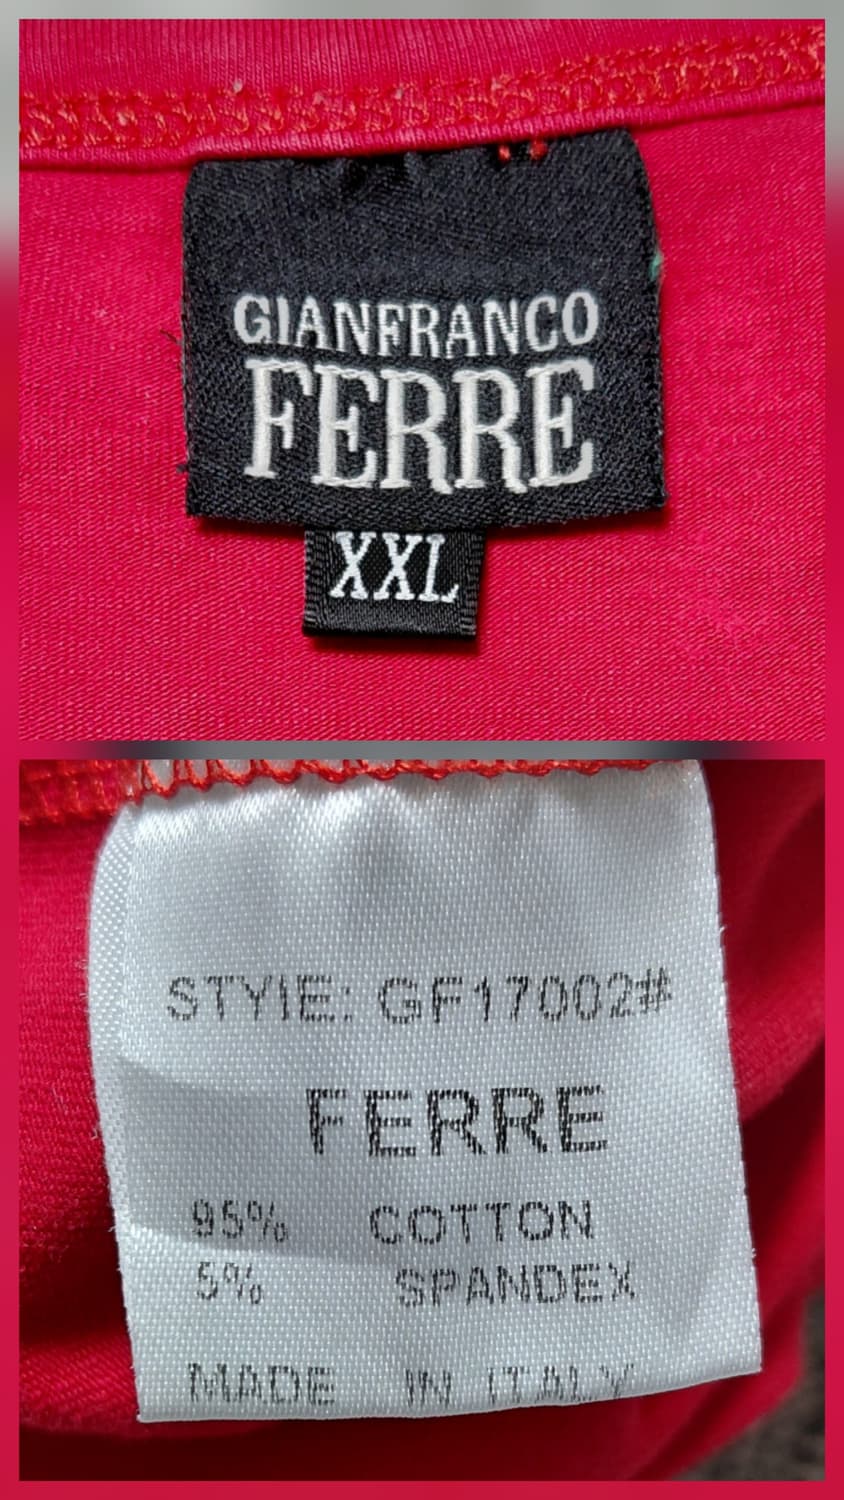 GIANFRANCO
FERRE
XXL
STYIE: GF17002#
FERRE
95% COTTON
5% SPANDEX
MADE IN ITALY